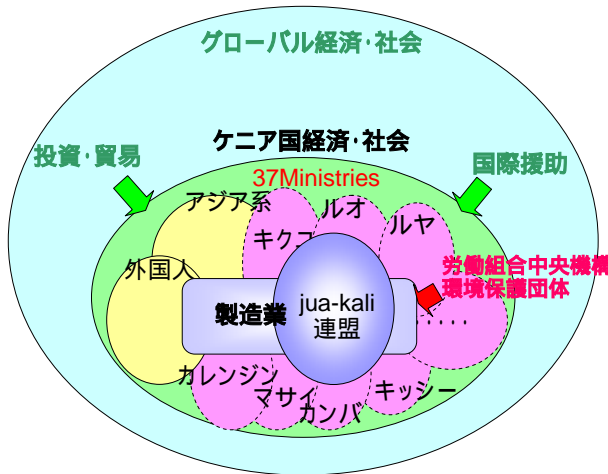 グローバル経済・社会
ケニア国経済・社会
投資・貿易
国際援助
37Ministries
アジア系
ルオ
ルヤ
キクユ
外国人
労働組合中央機構
環境保護団体
製造業
jua-kali
連盟
......
カレンジン
マサイ
カンバ
キッシー